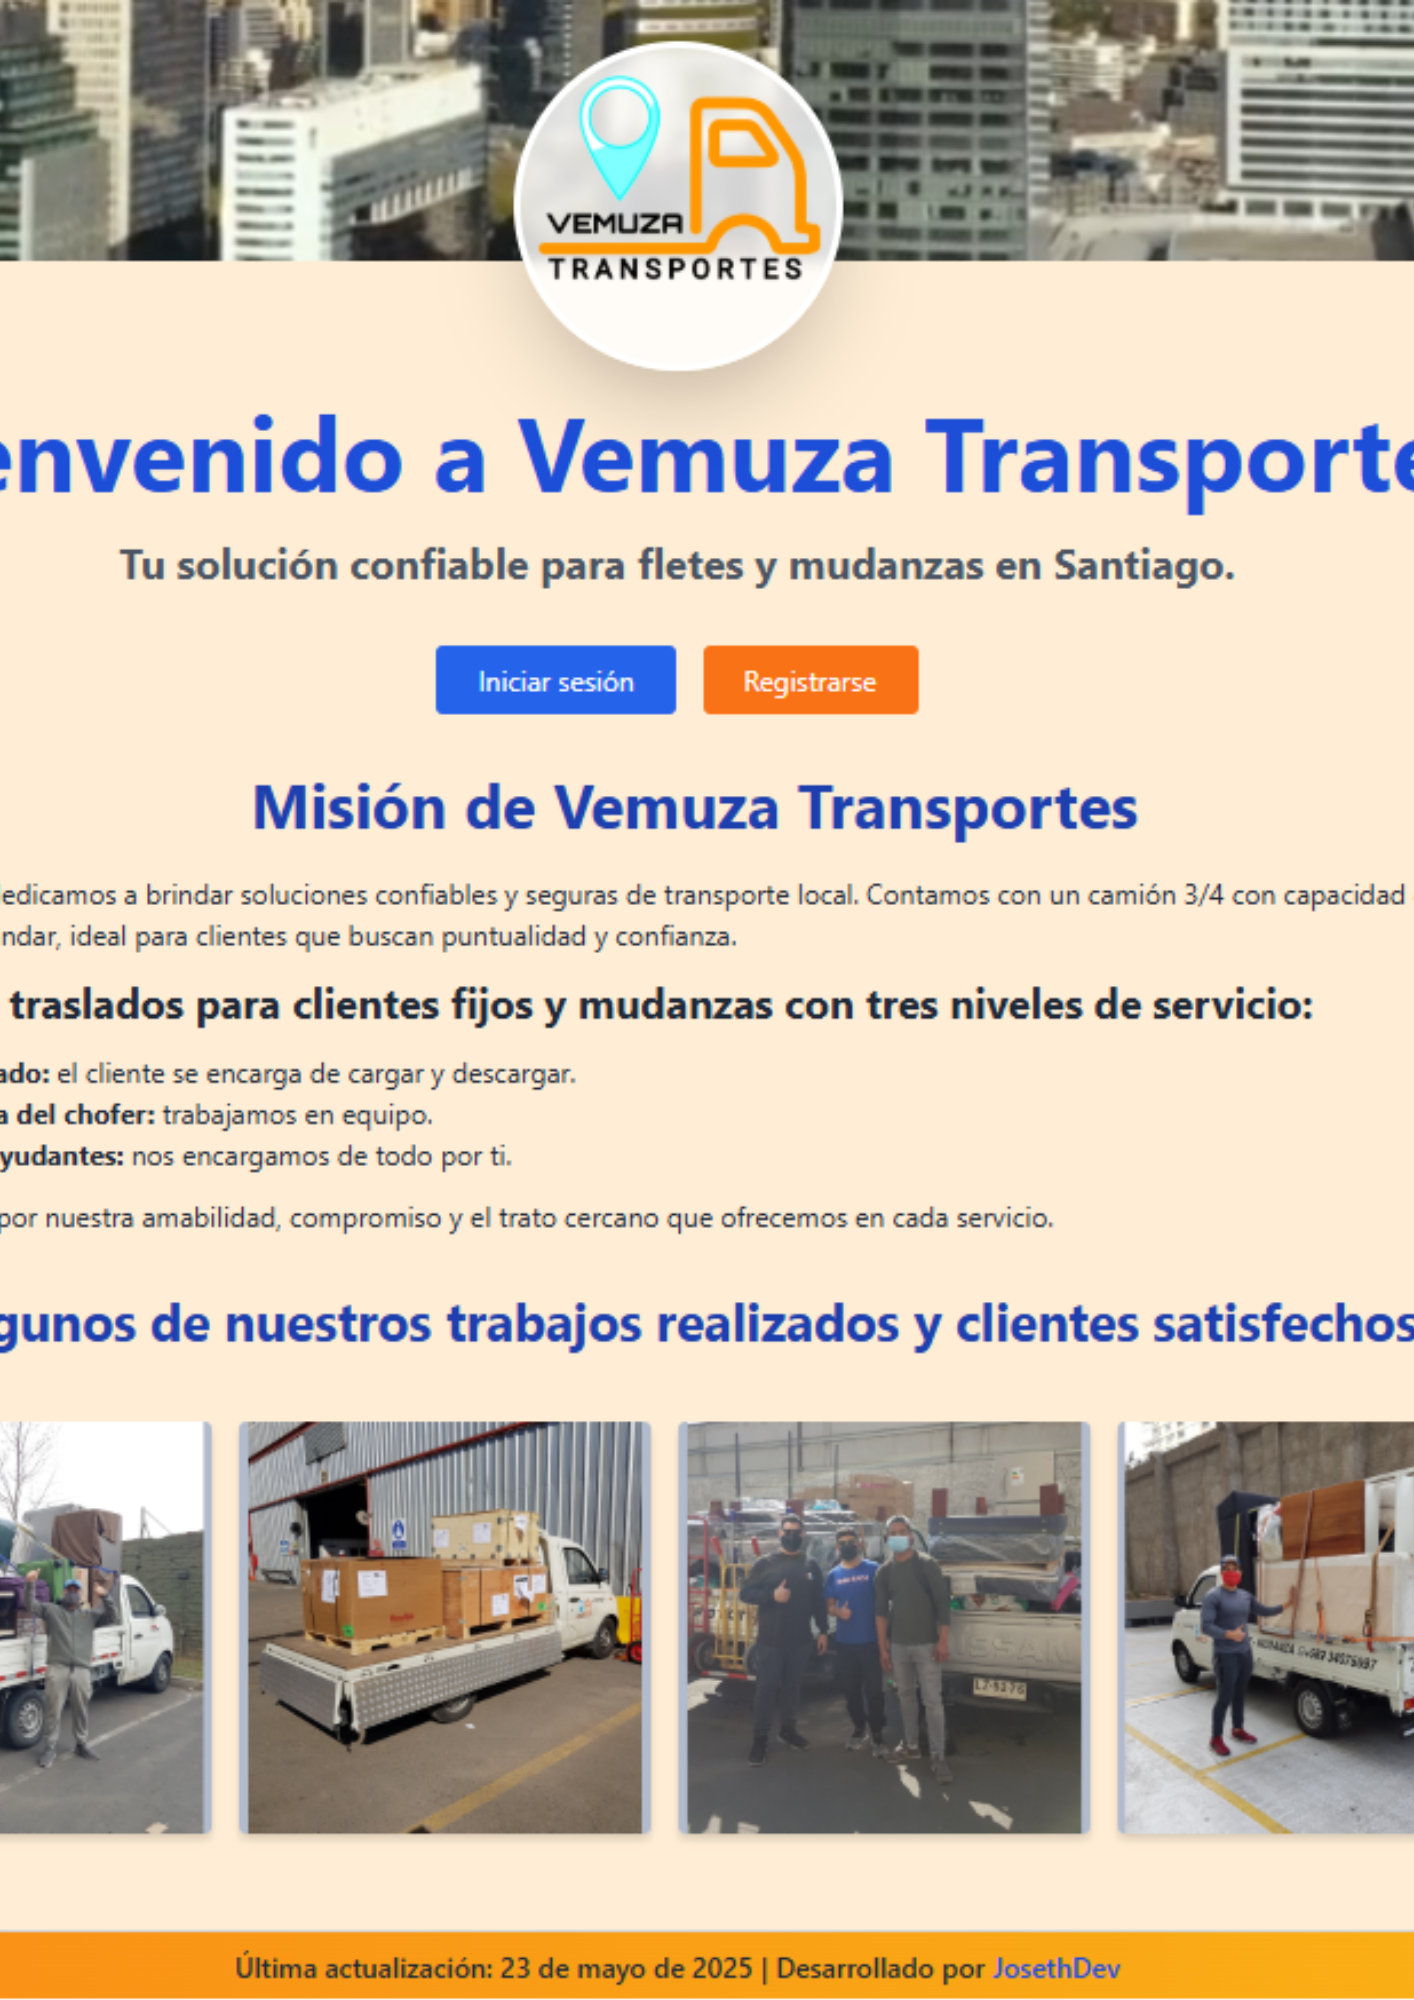 VEMUZA
TRANSPORTES
envenido a Vemuza Transporte
Tu solución confiable para fletes y mudanzas en Santiago.
Iniciar sesión
Registrarse
Misión de Vemuza Transportes
edicamos a brindar soluciones confiables y seguras de transporte local. Contamos con un camión 3/4 con capacidad
ndar, ideal para clientes que buscan puntualidad y confianza.
traslados para clientes fijos y mudanzas con tres niveles de servicio:
ado: el cliente se encarga de cargar y descargar.
a del chofer: trabajamos en equipo.
yudantes: nos encargamos de todo por ti.
por nuestra amabilidad, compromiso y el trato cercano que ofrecemos en cada servicio.
gunos de nuestros trabajos realizados y clientes satisfechos
Última actualización: 23 de mayo de 2025 | Desarrollado por JosethDev